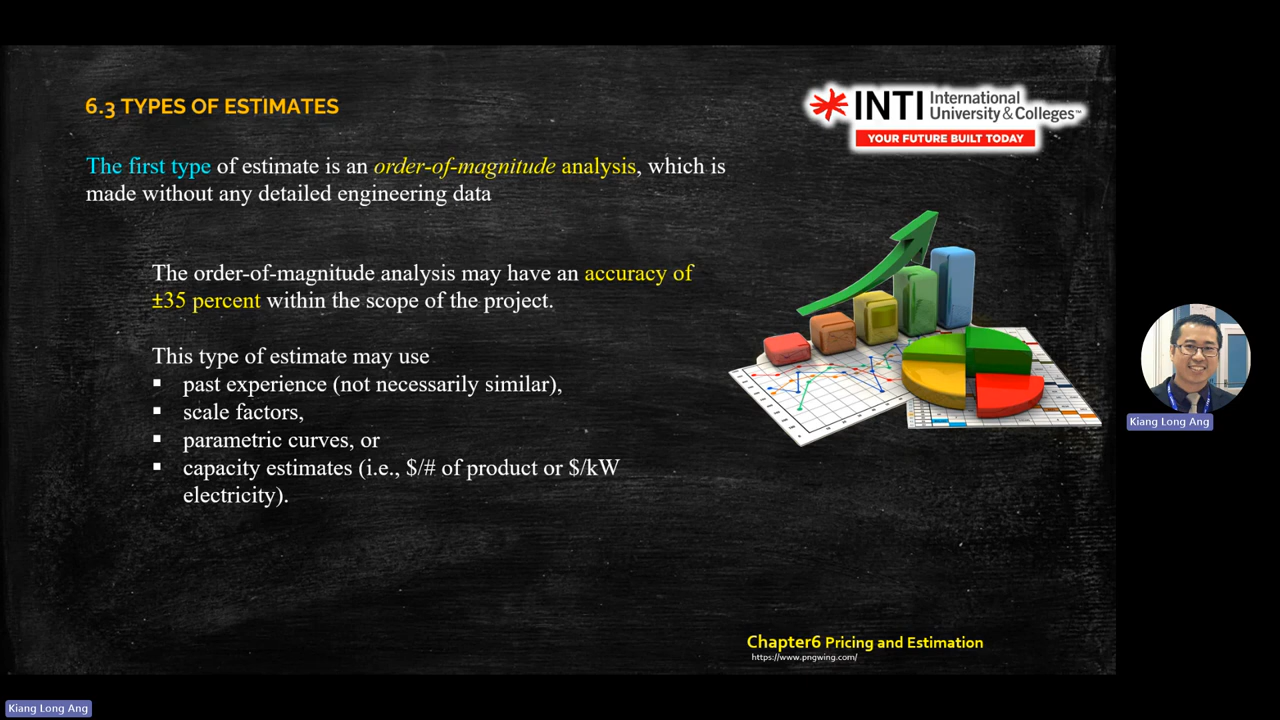 6.3 TYPES OF ESTIMATES
INTI International
University & Colleges™
YOUR FUTURE BUILT TODAY
The first type of estimate is an order-of-magnitude analysis, which is
made without any detailed engineering data
The order-of-magnitude analysis may have an accuracy of
±35 percent within the scope of the project.
This type of estimate may use
▪ past experience (not necessarily similar),
▪ scale factors,
▪ parametric curves, or
▪ capacity estimates (i.e., $/# of product or $/kW
electricity).
Kiang Long Ang
Chapter6 Pricing and Estimation
https://www.pngwing.com/
Kiang Long Ang